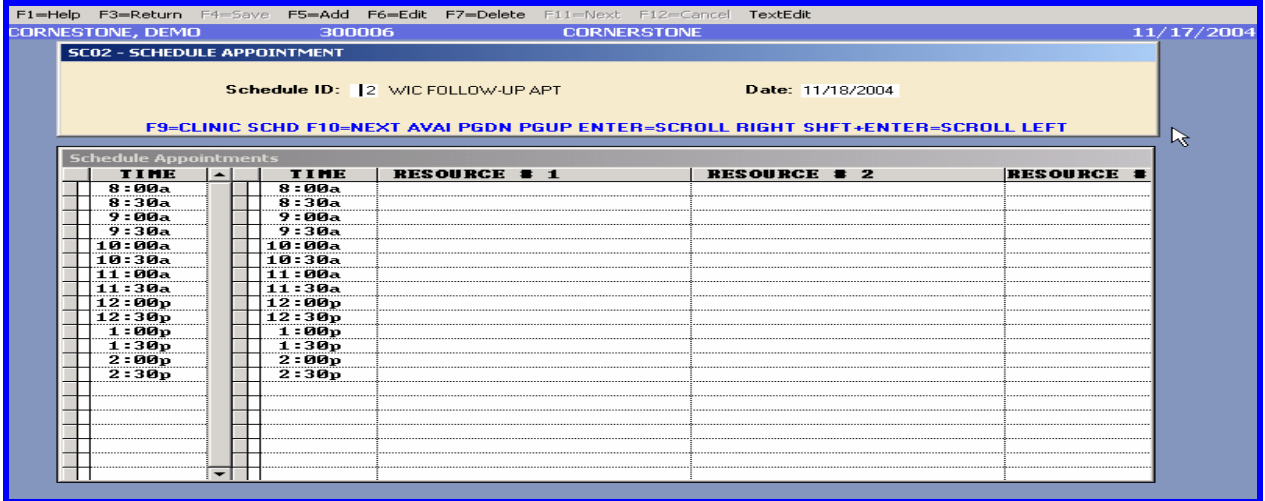 F1=Help F3=Return F4=Save F5=Add F6=Edit F7=Delete F11=Next F12=Cancel TextEdit
CORNESTONE, DEMO 300006 CORNERSTONE 11/17/2004
SC02 - SCHEDULE APPOINTMENT
Schedule ID: 2 WIC FOLLOW-UP APT Date: 11/18/2004
F9=CLINIC SCHD F10=NEXT AVAI PGDN PGUP ENTER=SCROLL RIGHT SHFT+ENTER=SCROLL LEFT
Schedule Appointments
TIME TIME RESOURCE # 1 RESOURCE # 2 RESOURCE #
8:00a 8:00a
8:30a 8:30a
9:00a 9:00a
9:30a 9:30a
10:00a 10:00a
10:30a 10:30a
11:00a 11:00a
11:30a 11:30a
12:00p 12:00p
12:30p 12:30p
1:00p 1:00p
1:30p 1:30p
2:00p 2:00p
2:30p 2:30p